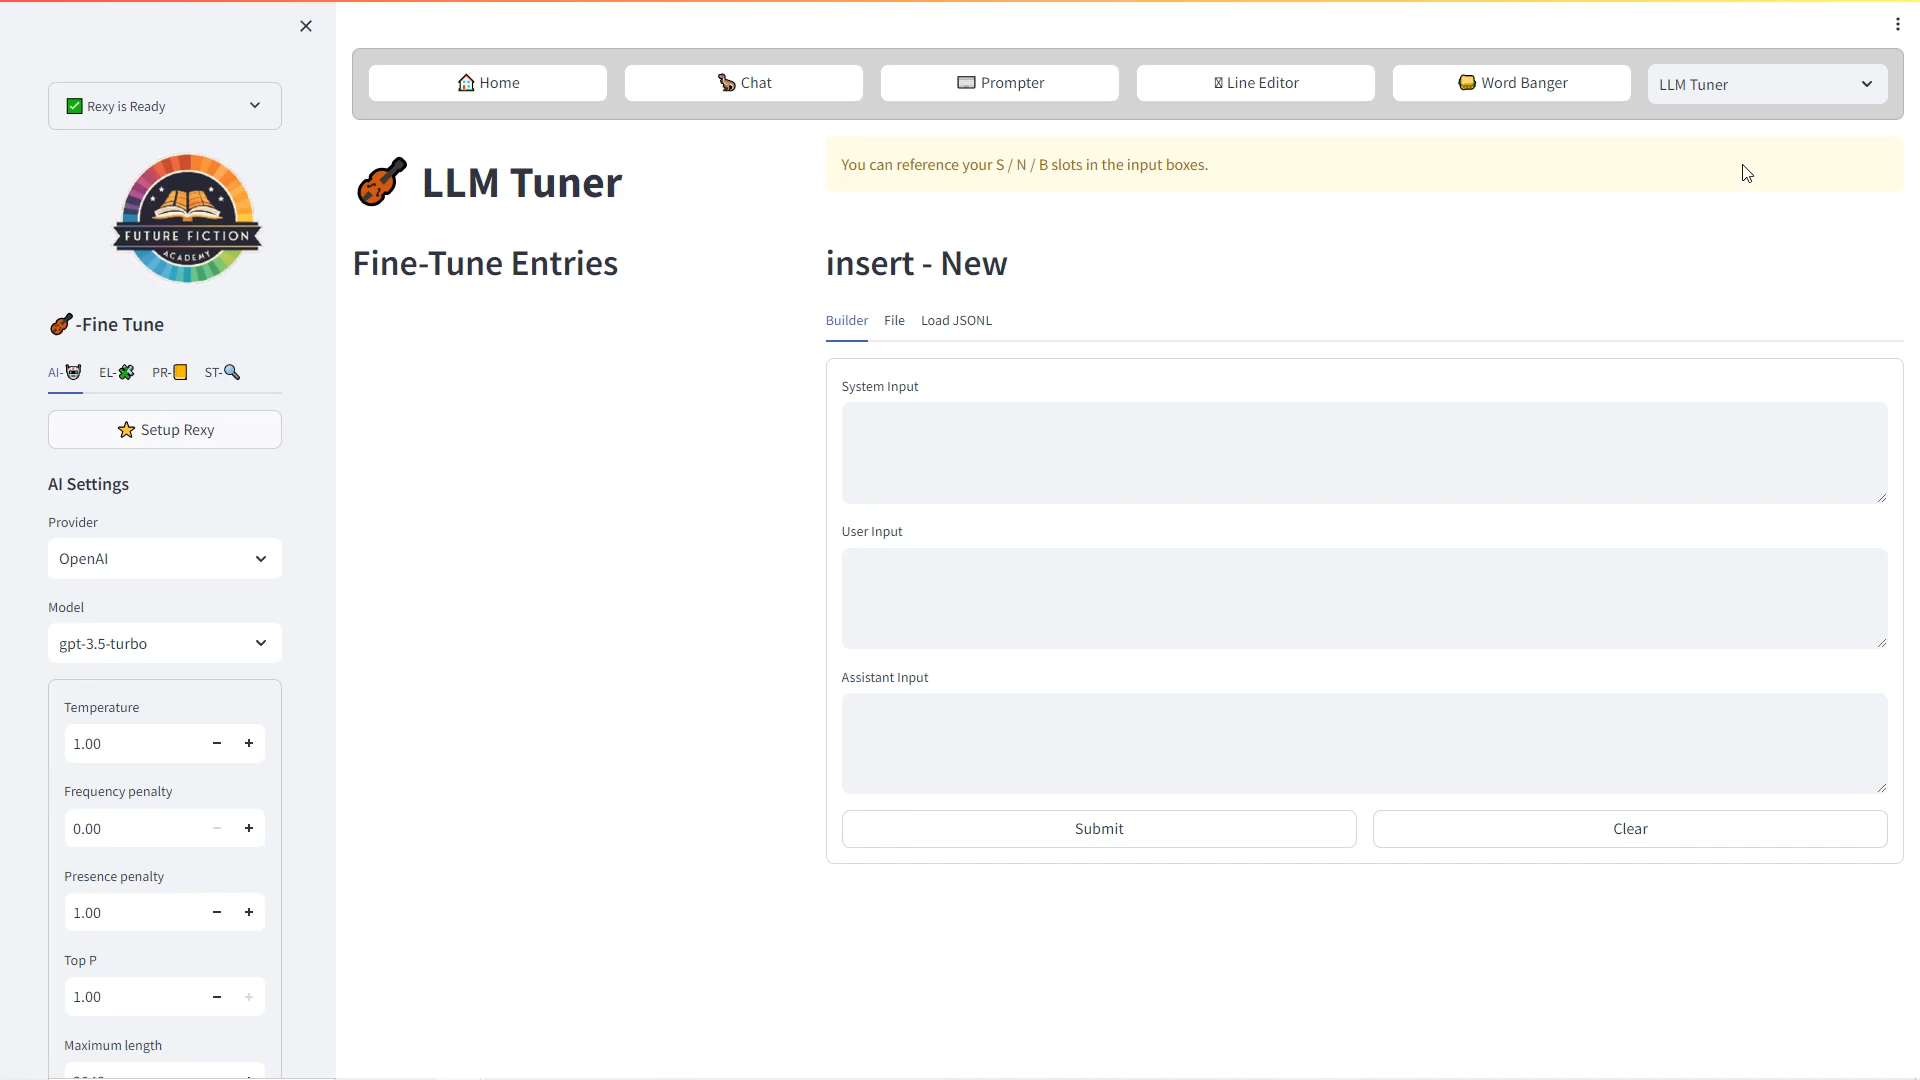 Rexy is Ready
FUTURE FICTION
ACADEMY
-Fine Tune
AI-
EL-
PR-
ST-
Setup Rexy
AI Settings
Provider
OpenAI
Model
gpt-3.5-turbo
Temperature
1.00
Frequency penalty
0.00
Presence penalty
1.00
Top P
1.00
Maximum length
Home
Chat
Prompter
Line Editor
Word Banger
LLM Tuner
LLM Tuner
You can reference your S / N / B slots in the input boxes.
Fine-Tune Entries
insert - New
Builder
File
Load JSONL
System Input
User Input
Assistant Input
Submit
Clear